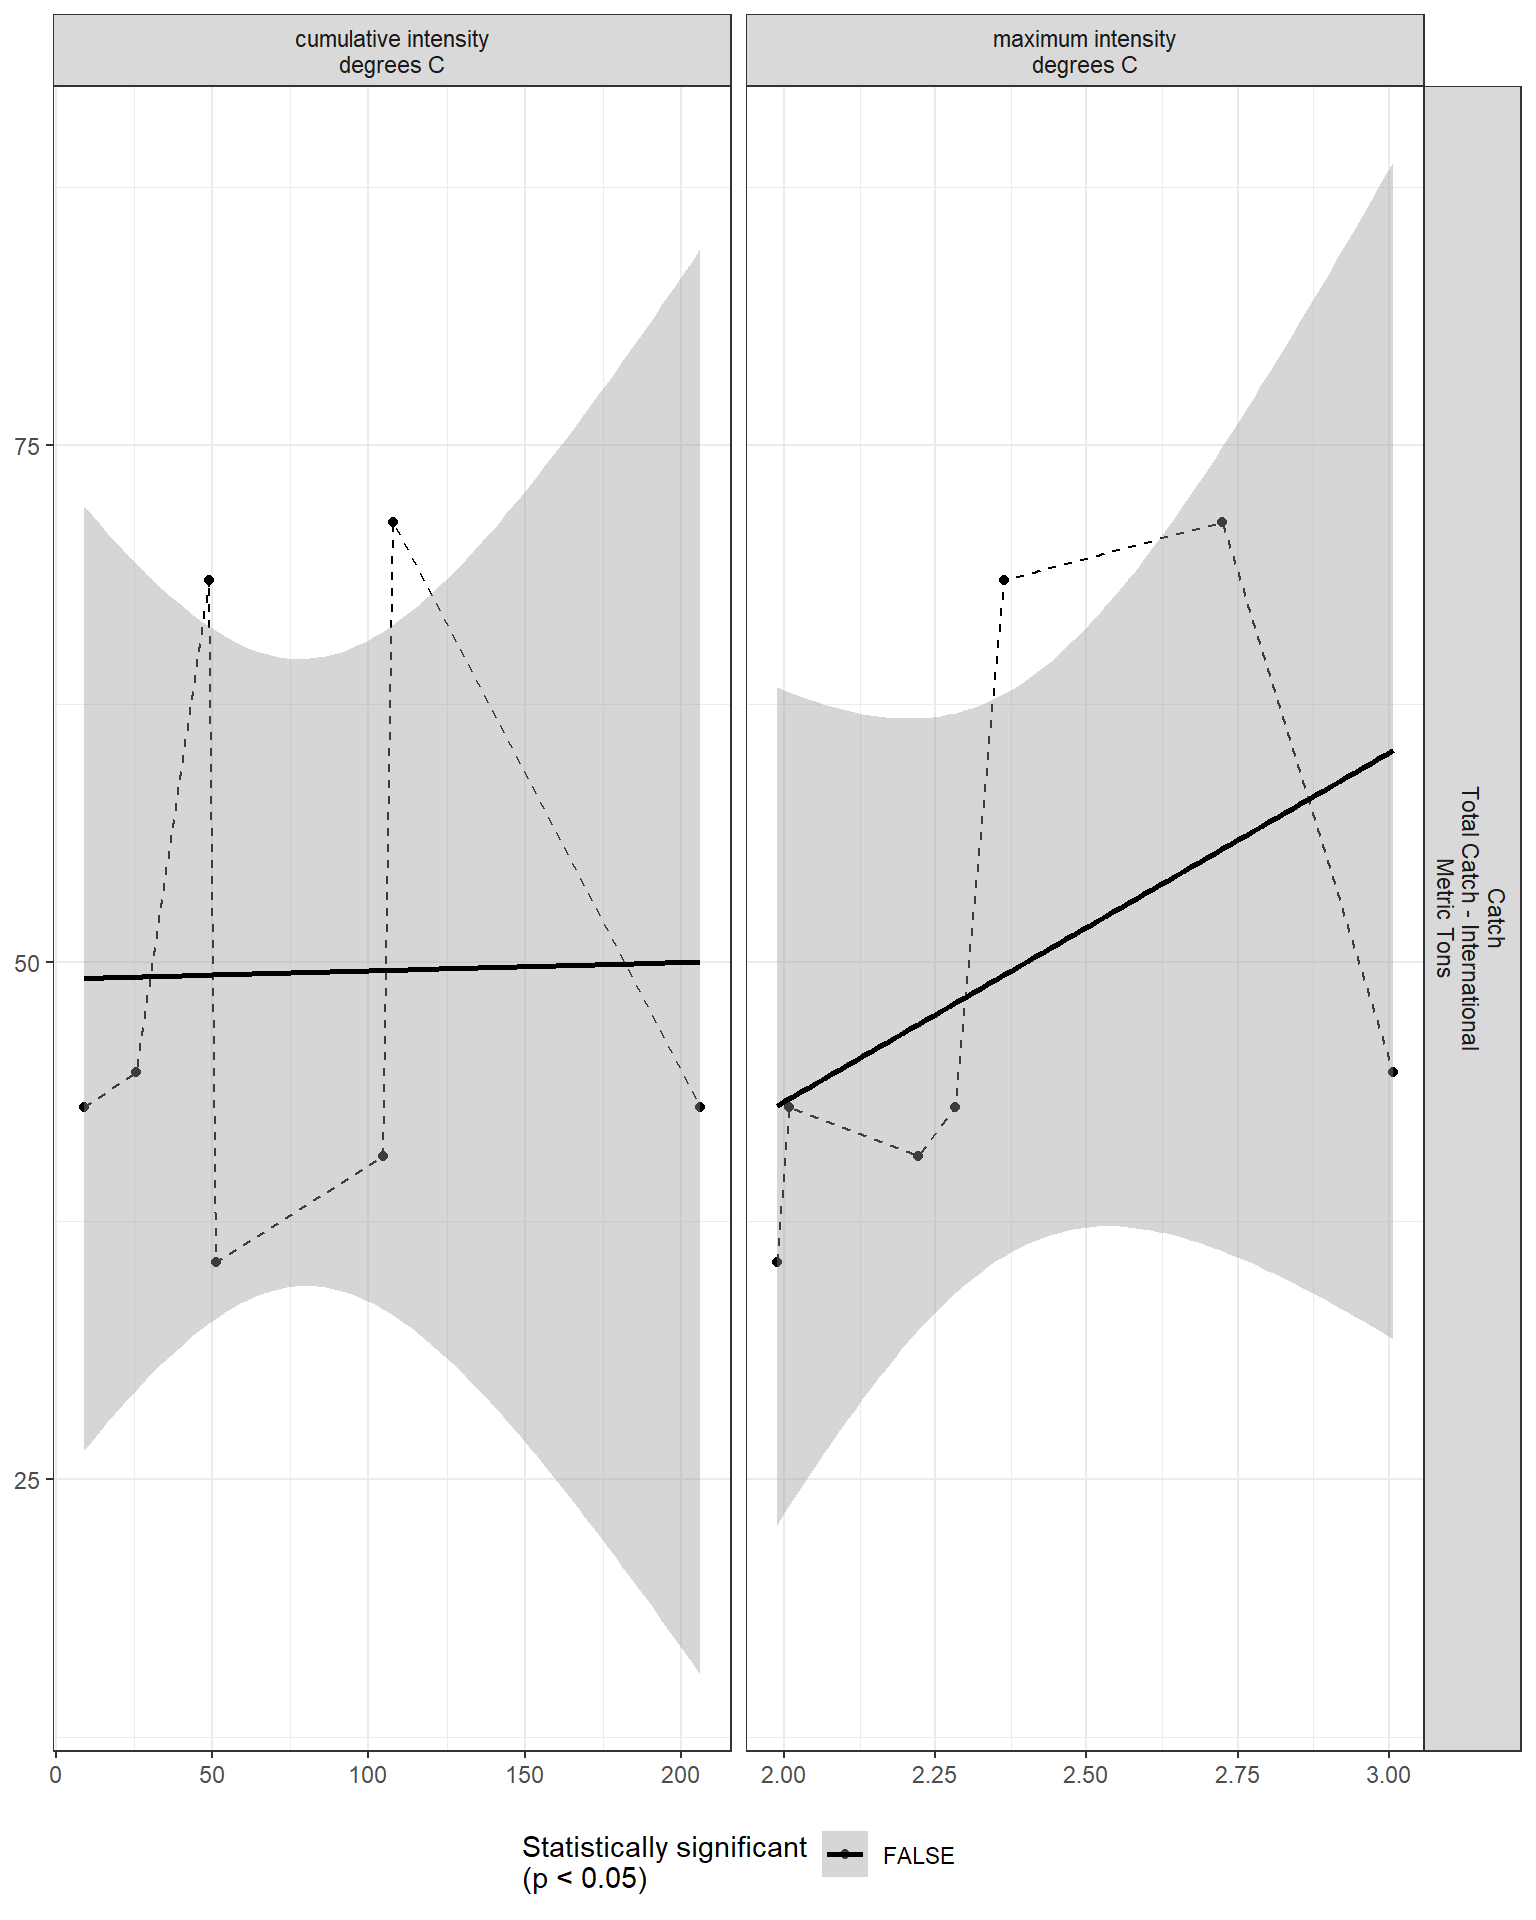 cumulative intensity
degrees C
maximum intensity
degrees C
75
50
25
Catch
Total Catch - International
Metric Tons
0
50
100
150
200
2.00
2.25
2.50
2.75
3.00
Statistically significant
(p < 0.05)
FALSE